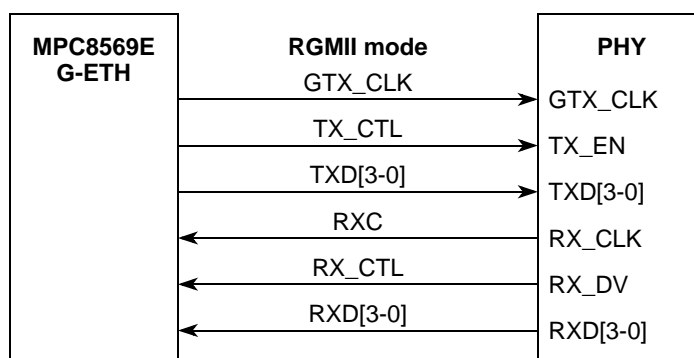 MPC8569E
G-ETH
RGMII mode
PHY
GTX_CLK
GTX_CLK
TX_CTL
TX_EN
TXD[3-0]
TXD[3-0]
RXC
RX_CLK
RX_CTL
RX_DV
RXD[3-0]
RXD[3-0]